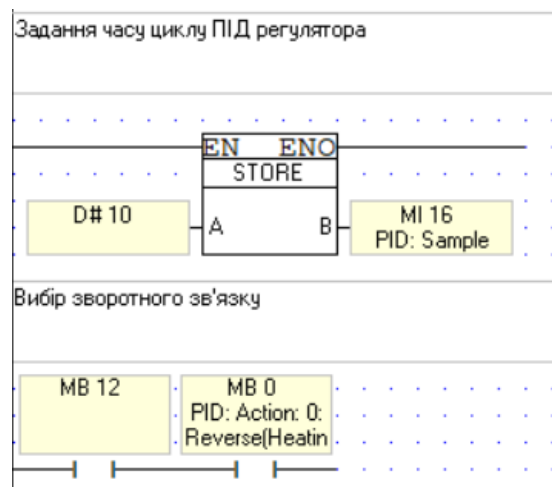 Задання часу циклу ПІД регулятора
EN ENO
STORE
D# 10
A
B
MI 16
PID: Sample
Вибір зворотного зв'язку
MB 12
MB 0
PID: Action: 0:
Reverse(Heatin